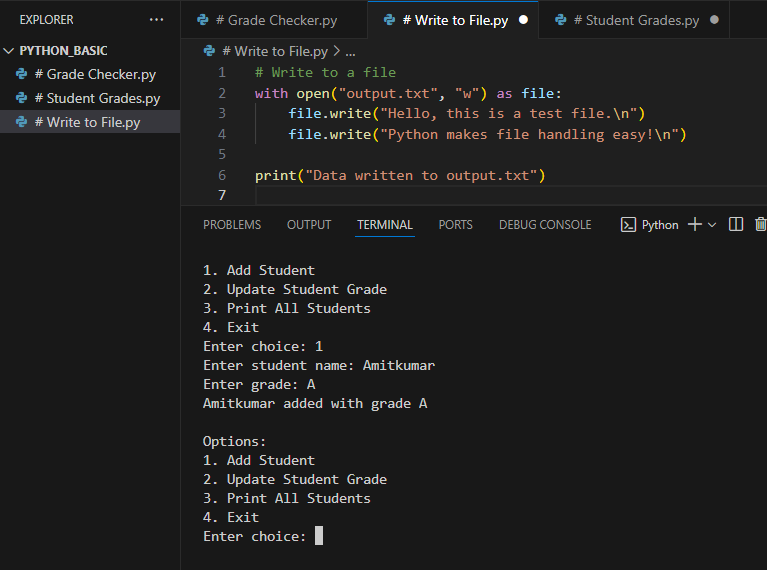 EXPLORER ···
PYTHON_BASIC
# Grade Checker.py
# Student Grades.py
# Write to File.py
# Grade Checker.py # Write to File.py # Student Grades.py
# Write to File.py > ...
1 # Write to a file
2 with open("output.txt", "w") as file:
3     file.write("Hello, this is a test file.\n")
4     file.write("Python makes file handling easy!\n")
5
6 print("Data written to output.txt")
7
PROBLEMS OUTPUT TERMINAL PORTS DEBUG CONSOLE Python
1. Add Student
2. Update Student Grade
3. Print All Students
4. Exit
Enter choice: 1
Enter student name: Amitkumar
Enter grade: A
Amitkumar added with grade A
Options:
1. Add Student
2. Update Student Grade
3. Print All Students
4. Exit
Enter choice: